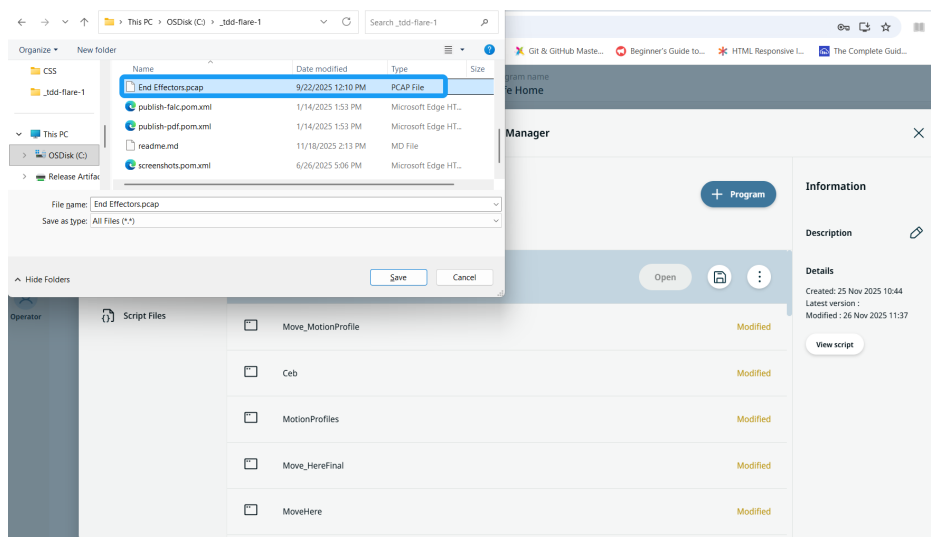 This PC > OSDisk (C:) > _tdd-flare-1
Search _tdd-flare-1
Organize
New folder
CSS
_tdd-flare-1
This PC
OSDisk (C:)
Release Artifac
Name
Date modified
Type
Size
End Effectors.pcap
9/22/2025 12:10 PM
PCAP File
publish-falc.pom.xml
1/14/2025 1:53 PM
Microsoft Edge HT...
publish-pdf.pom.xml
1/14/2025 1:53 PM
Microsoft Edge HT...
readme.md
11/18/2025 2:13 PM
MD File
screenshots.pom.xml
6/26/2025 5:06 PM
Microsoft Edge HT...
File name: End Effectors.pcap
Save as type: All Files (*.*)
Hide Folders
Save
Cancel
Git & GitHub Maste...
Beginner's Guide to...
HTML Responsive I...
The Complete Guid...
gram name
fe Home
Manager
+ Program
Open
Operator
{} Script Files
Move_MotionProfile
Modified
Ceb
Modified
MotionProfiles
Modified
Move_HereFinal
Modified
MoveHere
Modified
Information
Description
Details
Created: 25 Nov 2025 10:44
Latest version :
Modified : 26 Nov 2025 11:37
View script